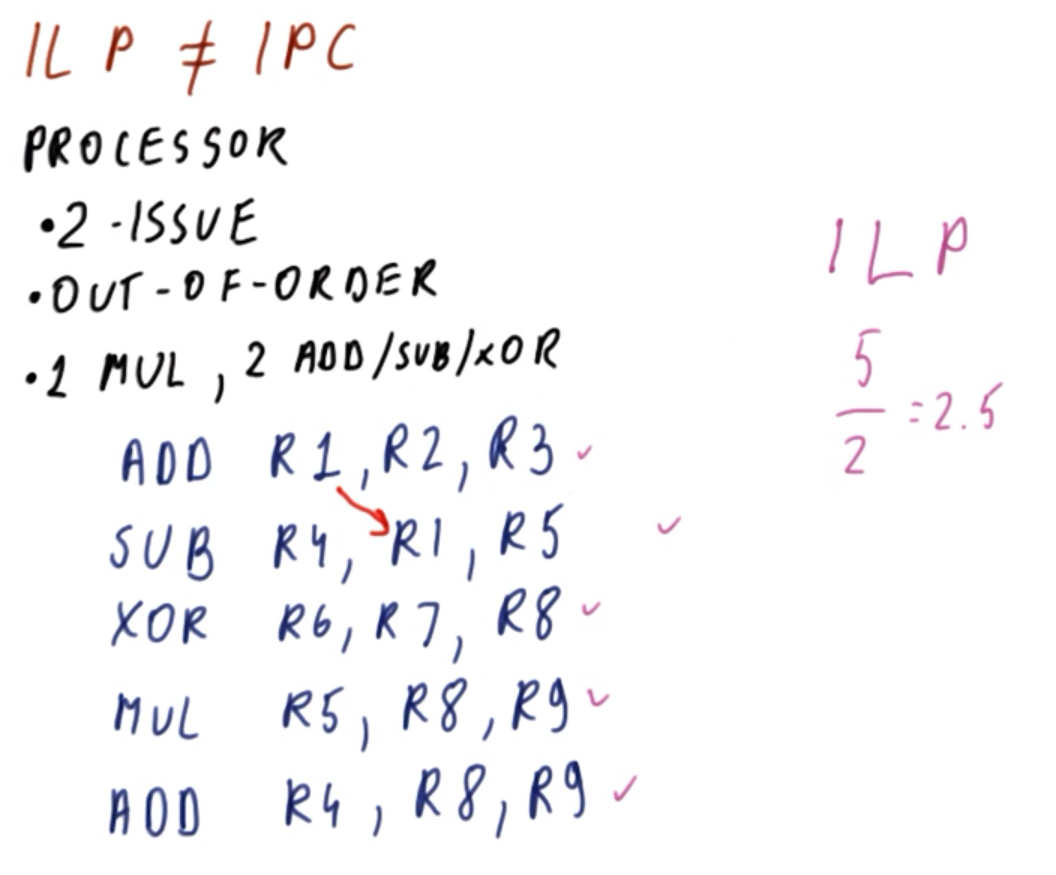 ILP ≠ IPC
PROCESSOR
•2-ISSUE
•OUT-OF-ORDER
•1 MUL, 2 ADD/SUB/XOR
ADD R1, R2, R3 ✓
SUB R4, R1, R5 ✓
XOR R6, R7, R8 ✓
MUL R5, R8, R9 ✓
ADD R4, R8, R9 ✓
ILP
5
2
=2.5